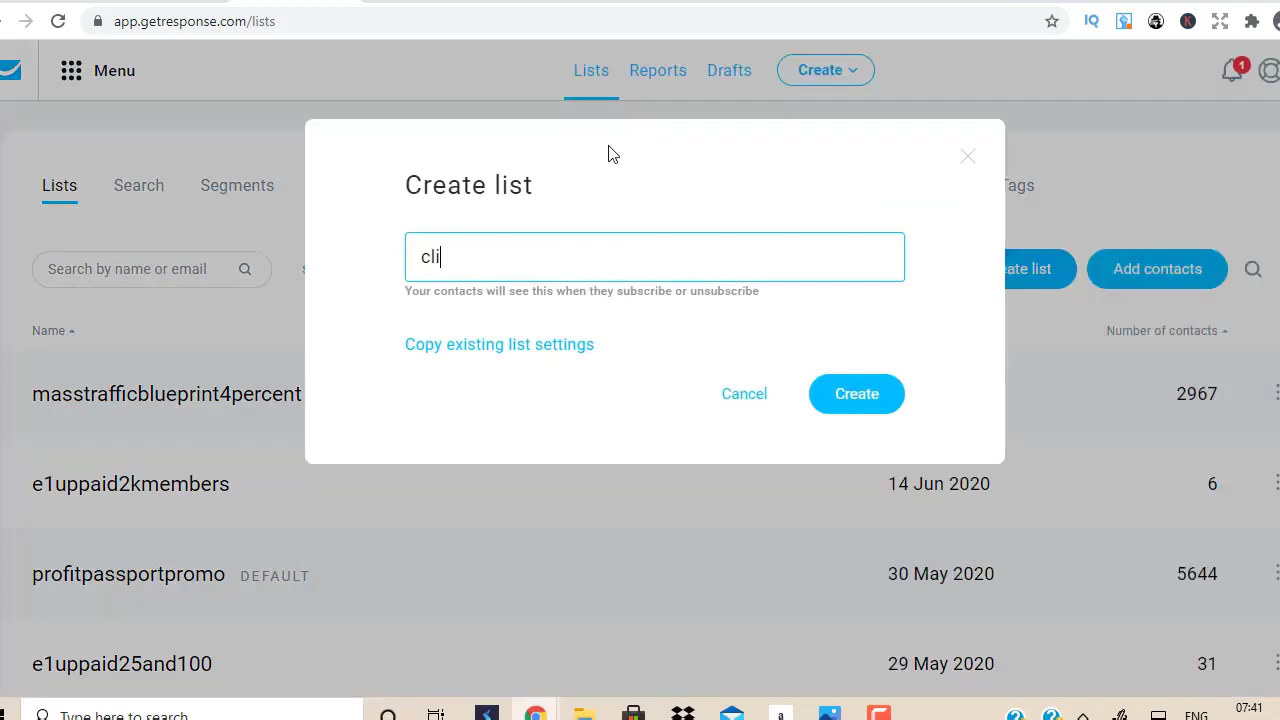 app.getresponse.com/lists
IQ
K
Menu
Lists Reports Drafts Create
1
Lists Search Segments Tags
Create list
cli
Your contacts will see this when they subscribe or unsubscribe
Copy existing list settings
Cancel Create
Search by name or email
ate list Add contacts
Name Number of contacts
masstrafficblueprint4percent 2967
e1uppaid2kmembers 14 Jun 2020 6
profitpassportpromo DEFAULT 30 May 2020 5644
e1uppaid25and100 29 May 2020 31
Type here to search
a
ENG
07:41